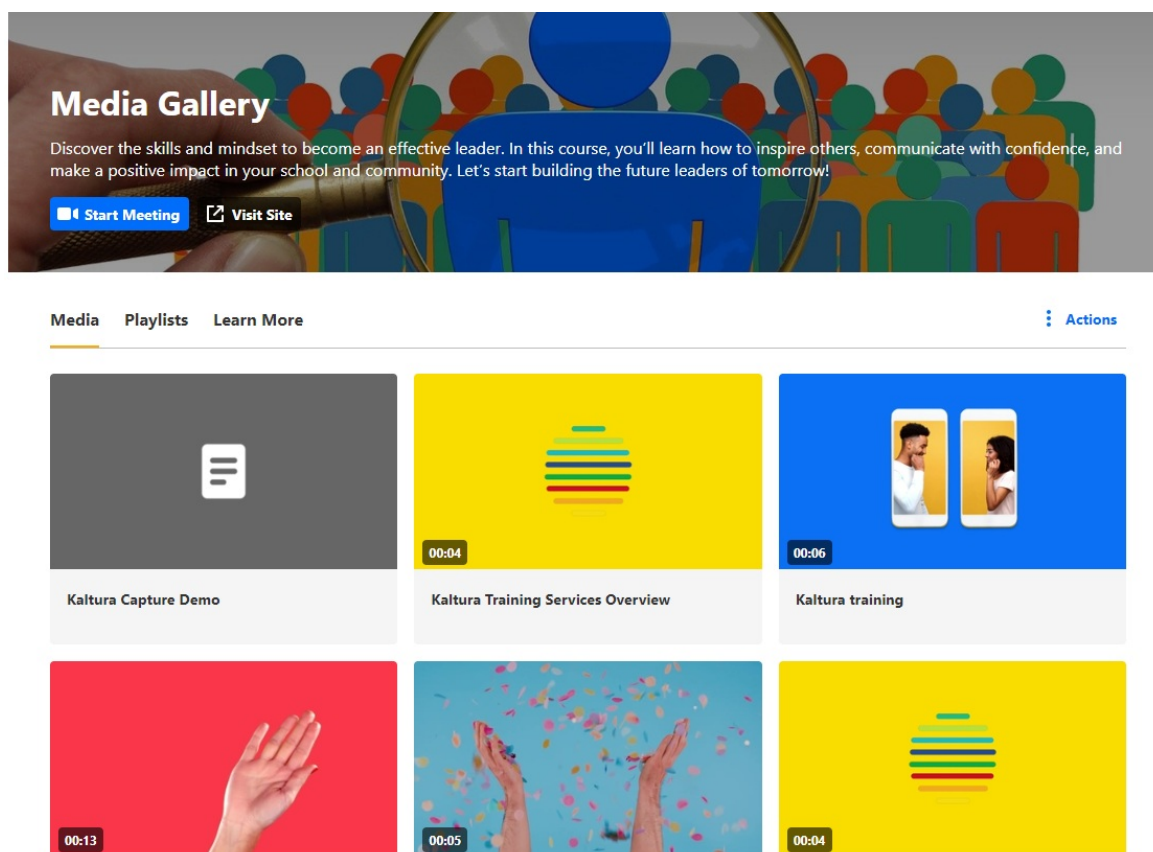 Media Gallery
Discover the skills and mindset to become an effective leader. In this course, you'll learn how to inspire others, communicate with confidence, and
make a positive impact in your school and community. Let's start building the future leaders of tomorrow!
Start Meeting Visit Site
Media Playlists Learn More Actions
00:04 00:06
Kaltura Capture Demo Kaltura Training Services Overview Kaltura training
00:13 00:05 00:04